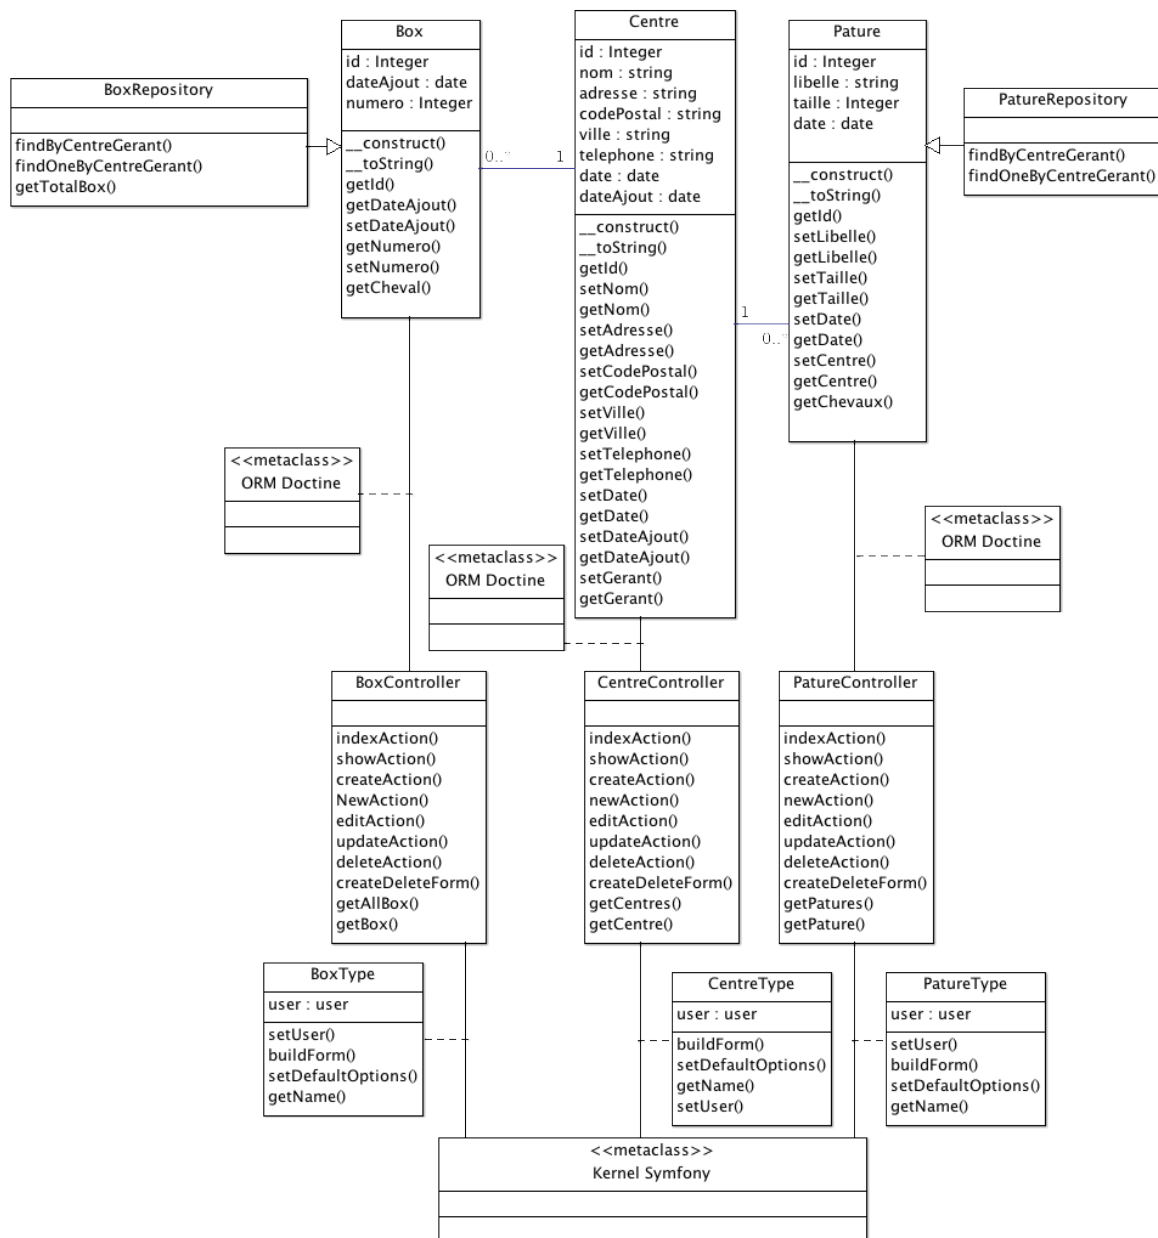 Box
id : Integer
dateAjout : date
numero : Integer
__construct()
__toString()
getId()
getDateAjout()
setDateAjout()
getNumero()
setNumero()
getCheval()
Centre
id : Integer
nom : string
adresse : string
codePostal : string
ville : string
telephone : string
date : date
dateAjout : date
__construct()
__toString()
getId()
setNom()
getNom()
setAdresse()
getAdresse()
setCodePostal()
getCodePostal()
setVille()
getVille()
setTelephone()
getTelephone()
setDate()
getDate()
setDateAjout()
getDateAjout()
setGerant()
getGerant()
Pature
id : Integer
libelle : string
taille : Integer
date : date
__construct()
__toString()
getId()
setLibelle()
getLibelle()
setTaille()
getTaille()
setDate()
getDate()
setCentre()
getCentre()
getChevaux()
BoxRepository
findByCentreGerant()
findOneByCentreGerant()
getTotalBox()
PatureRepository
findByCentreGerant()
findOneByCentreGerant()
0..*
1
1
0..*
<<metaclass>>
ORM Doctine
<<metaclass>>
ORM Doctine
<<metaclass>>
ORM Doctine
BoxController
indexAction()
showAction()
createAction()
NewAction()
editAction()
updateAction()
deleteAction()
createDeleteForm()
getAllBox()
getBox()
CentreController
indexAction()
showAction()
createAction()
newAction()
editAction()
updateAction()
deleteAction()
createDeleteForm()
getCentres()
getCentre()
PatureController
indexAction()
showAction()
createAction()
newAction()
editAction()
updateAction()
deleteAction()
createDeleteForm()
getPatures()
getPature()
BoxType
user : user
setUser()
buildForm()
setDefaultOptions()
getName()
CentreType
user : user
buildForm()
setDefaultOptions()
getName()
setUser()
PatureType
user : user
setUser()
buildForm()
setDefaultOptions()
getName()
<<metaclass>>
Kernel Symfony